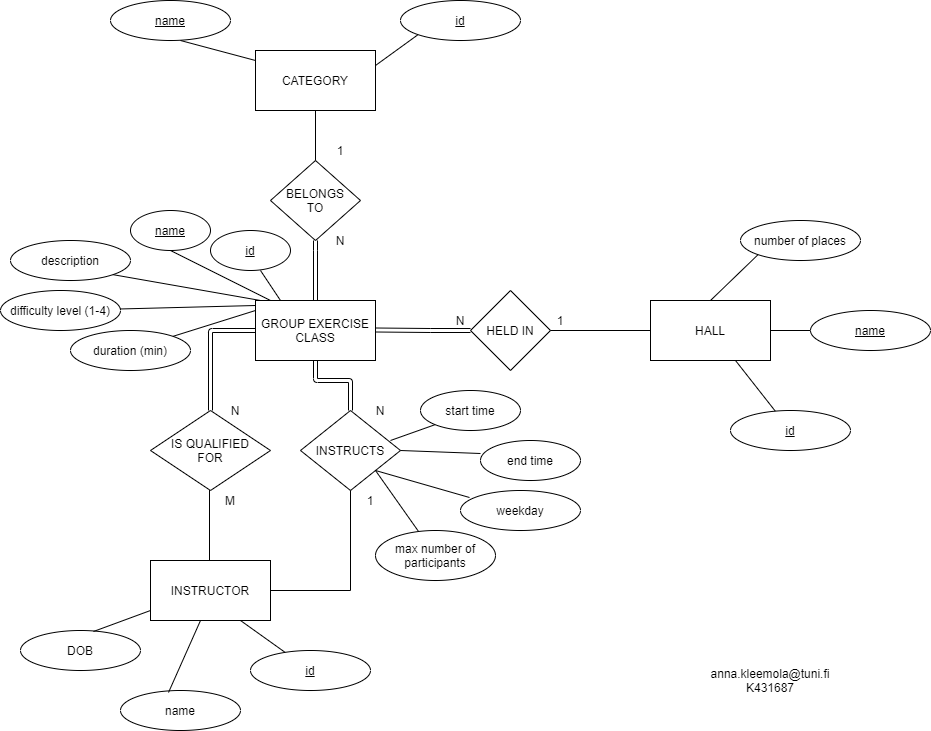 name
id
CATEGORY
1
BELONGS
TO
N
name
id
description
difficulty level (1-4)
duration (min)
GROUP EXERCISE
CLASS
N
HELD IN
1
HALL
number of places
name
id
N
IS QUALIFIED
FOR
M
N
INSTRUCTS
1
start time
end time
weekday
max number of
participants
INSTRUCTOR
DOB
name
id
anna.kleemola@tuni.fi
K431687